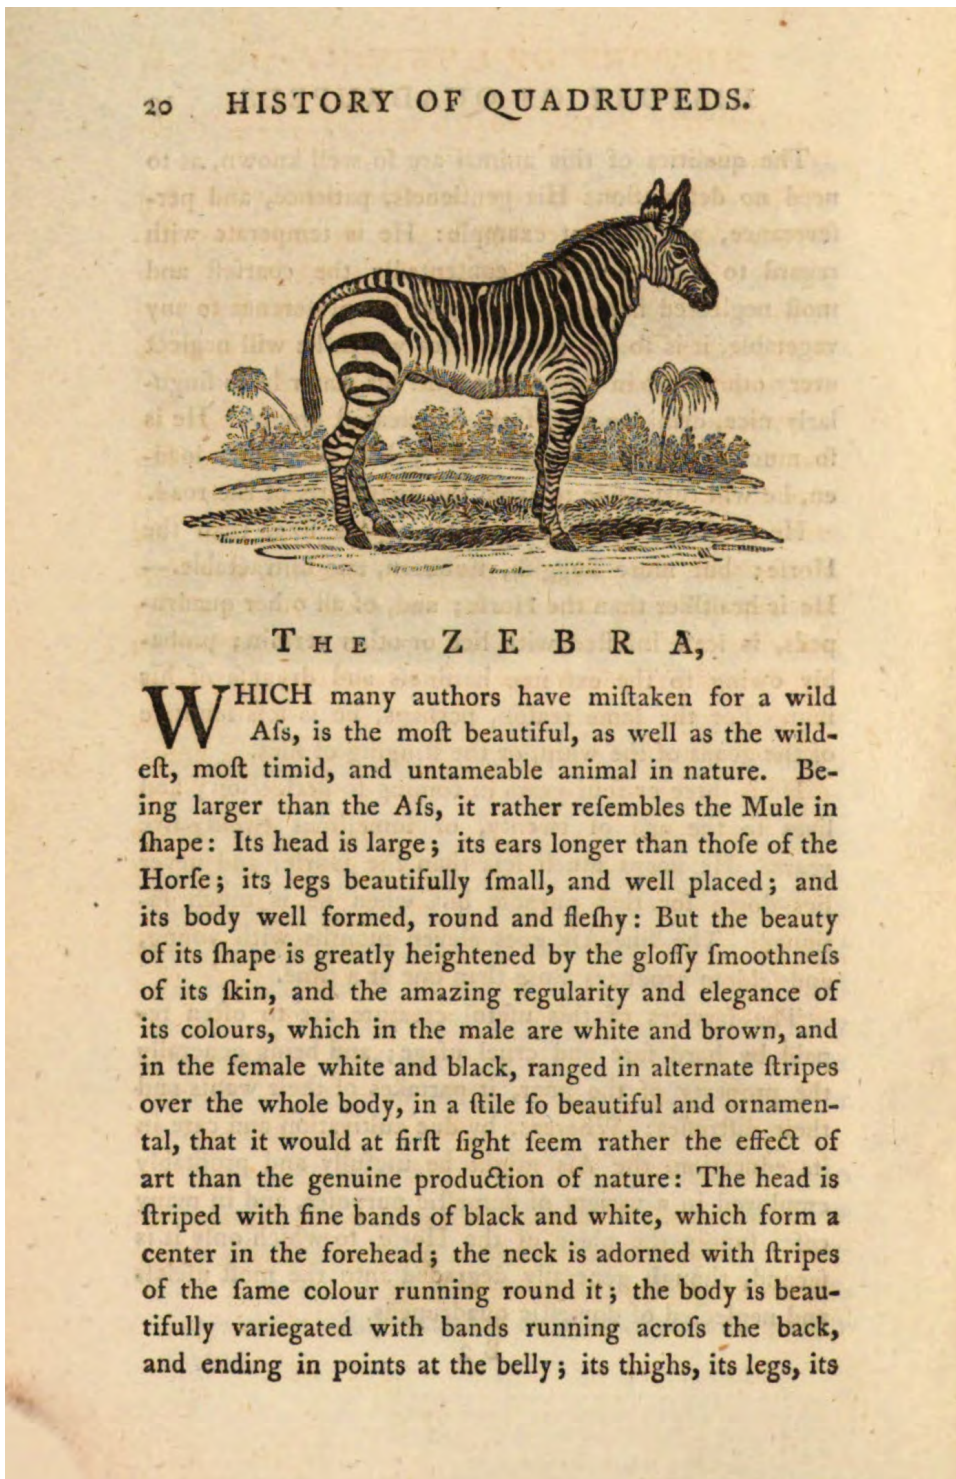 20 HISTORY OF QUADRUPEDS.
THE ZEBRA,
WHICH many authors have miſtaken for a wild
Aſs, is the moſt beautiful, as well as the wild-
eſt, moſt timid, and untameable animal in nature. Be-
ing larger than the Aſs, it rather reſembles the Mule in
ſhape: Its head is large; its ears longer than thoſe of the
Horſe; its legs beautifully ſmall, and well placed; and
its body well formed, round and fleſhy: But the beauty
of its ſhape is greatly heightened by the gloſſy ſmoothneſs
of its ſkin, and the amazing regularity and elegance of
its colours, which in the male are white and brown, and
in the female white and black, ranged in alternate ſtripes
over the whole body, in a ſtile ſo beautiful and ornamen-
tal, that it would at firſt ſight ſeem rather the effect of
art than the genuine production of nature: The head is
ſtriped with fine bands of black and white, which form a
center in the forehead; the neck is adorned with ſtripes
of the ſame colour running round it; the body is beau-
tifully variegated with bands running acroſs the back,
and ending in points at the belly; its thighs, its legs, its